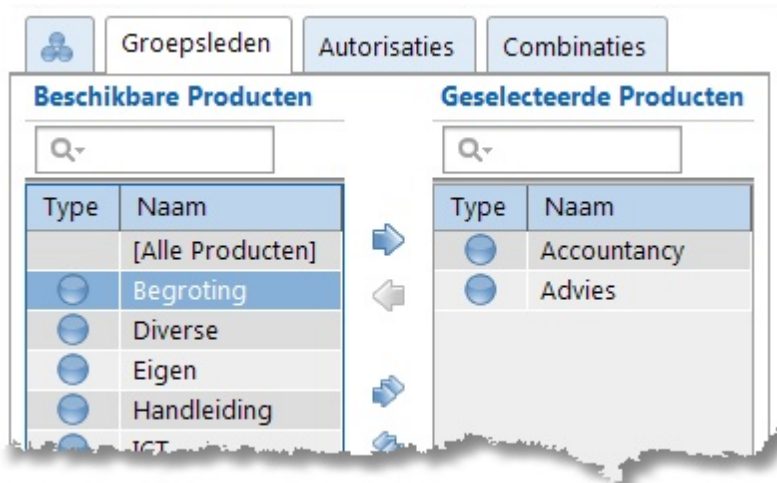 Groepsleden Autorisaties Combinaties
Beschikbare Producten
Type Naam
[Alle Producten]
Begroting
Diverse
Eigen
Handleiding
ICT
Geselecteerde Producten
Type Naam
Accountancy
Advies